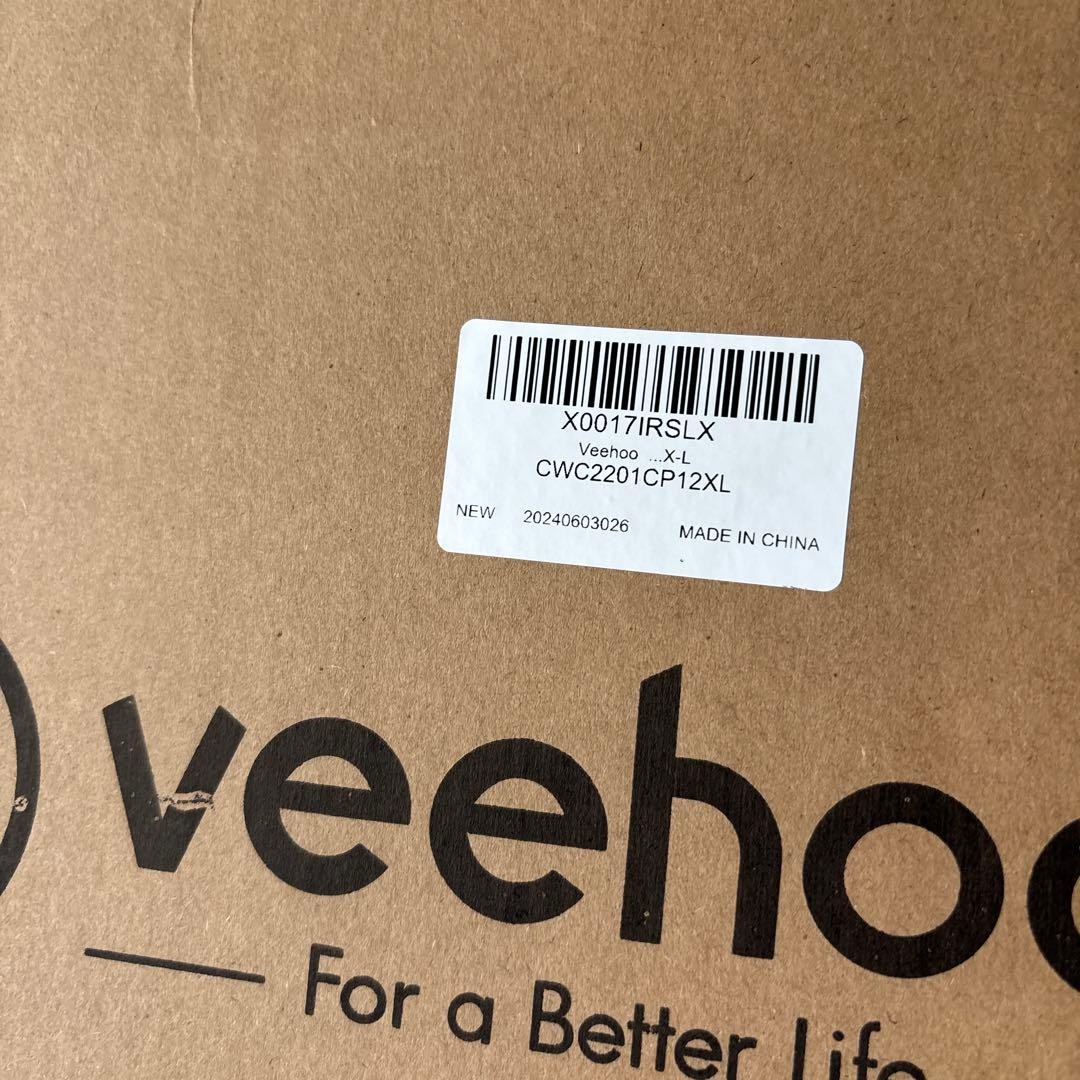 X0017IRSLX
Veehoo ...X-L
CWC2201CP12XL
NEW 20240603026 MADE IN CHINA
veehoo
For a Better Life